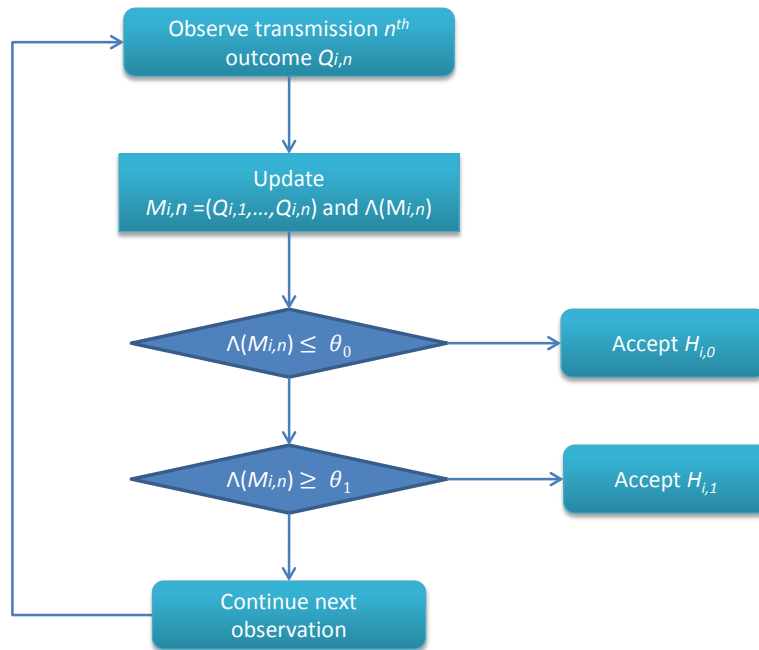 Observe transmission nth
outcome Qi,n
Update
Mi,n =(Qi,1,...,Qi,n) and Λ(Mi,n)
Λ(Mi,n) ≤ θ0
Accept Hi,0
Λ(Mi,n) ≥ θ1
Accept Hi,1
Continue next
observation